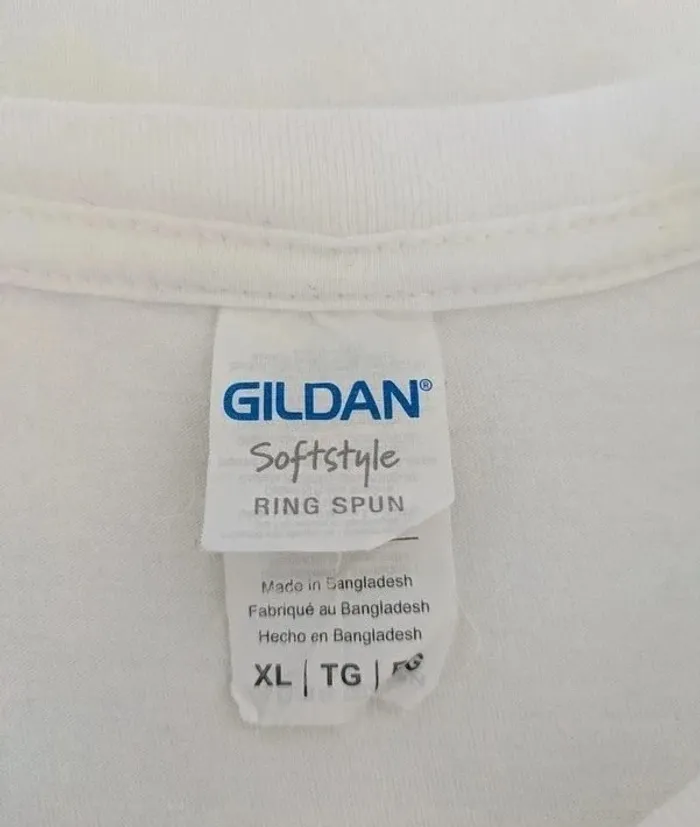 GILDAN®
Softstyle
RING SPUN
Made in Bangladesh
Fabriqué au Bangladesh
Hecho en Bangladesh
XL | TG |